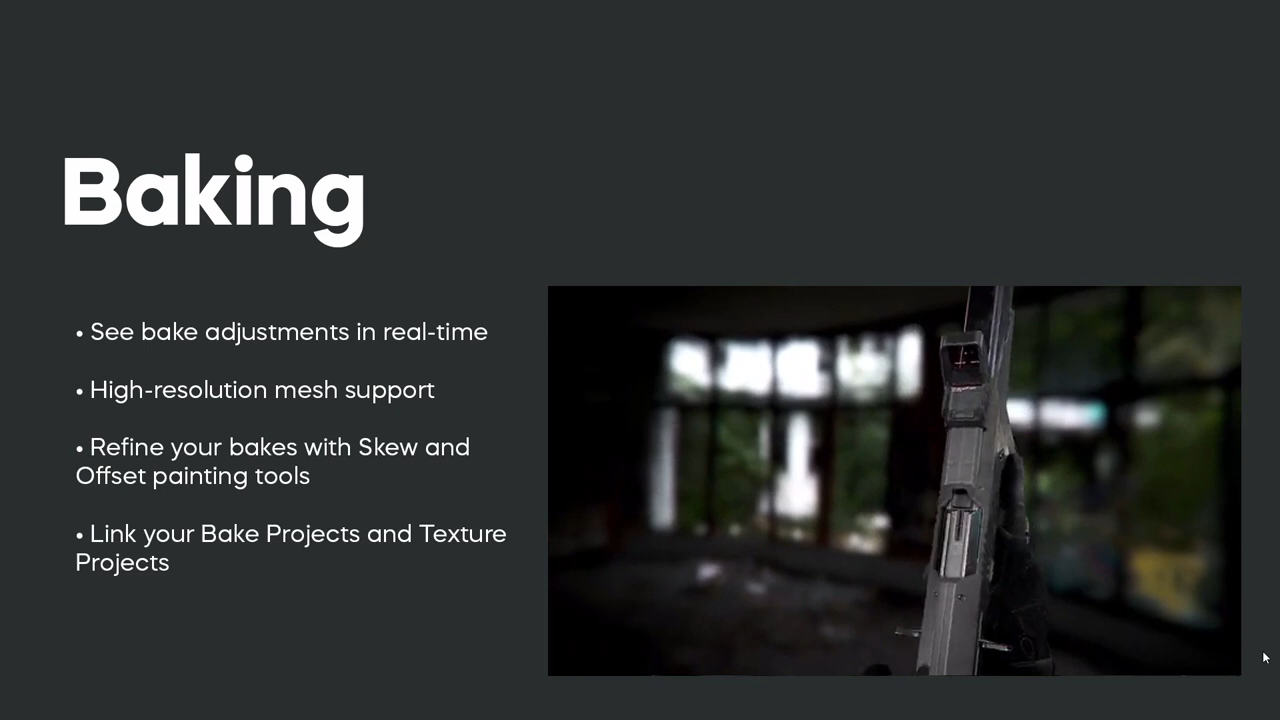 Baking
• See bake adjustments in real-time
• High-resolution mesh support
• Refine your bakes with Skew and
Offset painting tools
• Link your Bake Projects and Texture
Projects